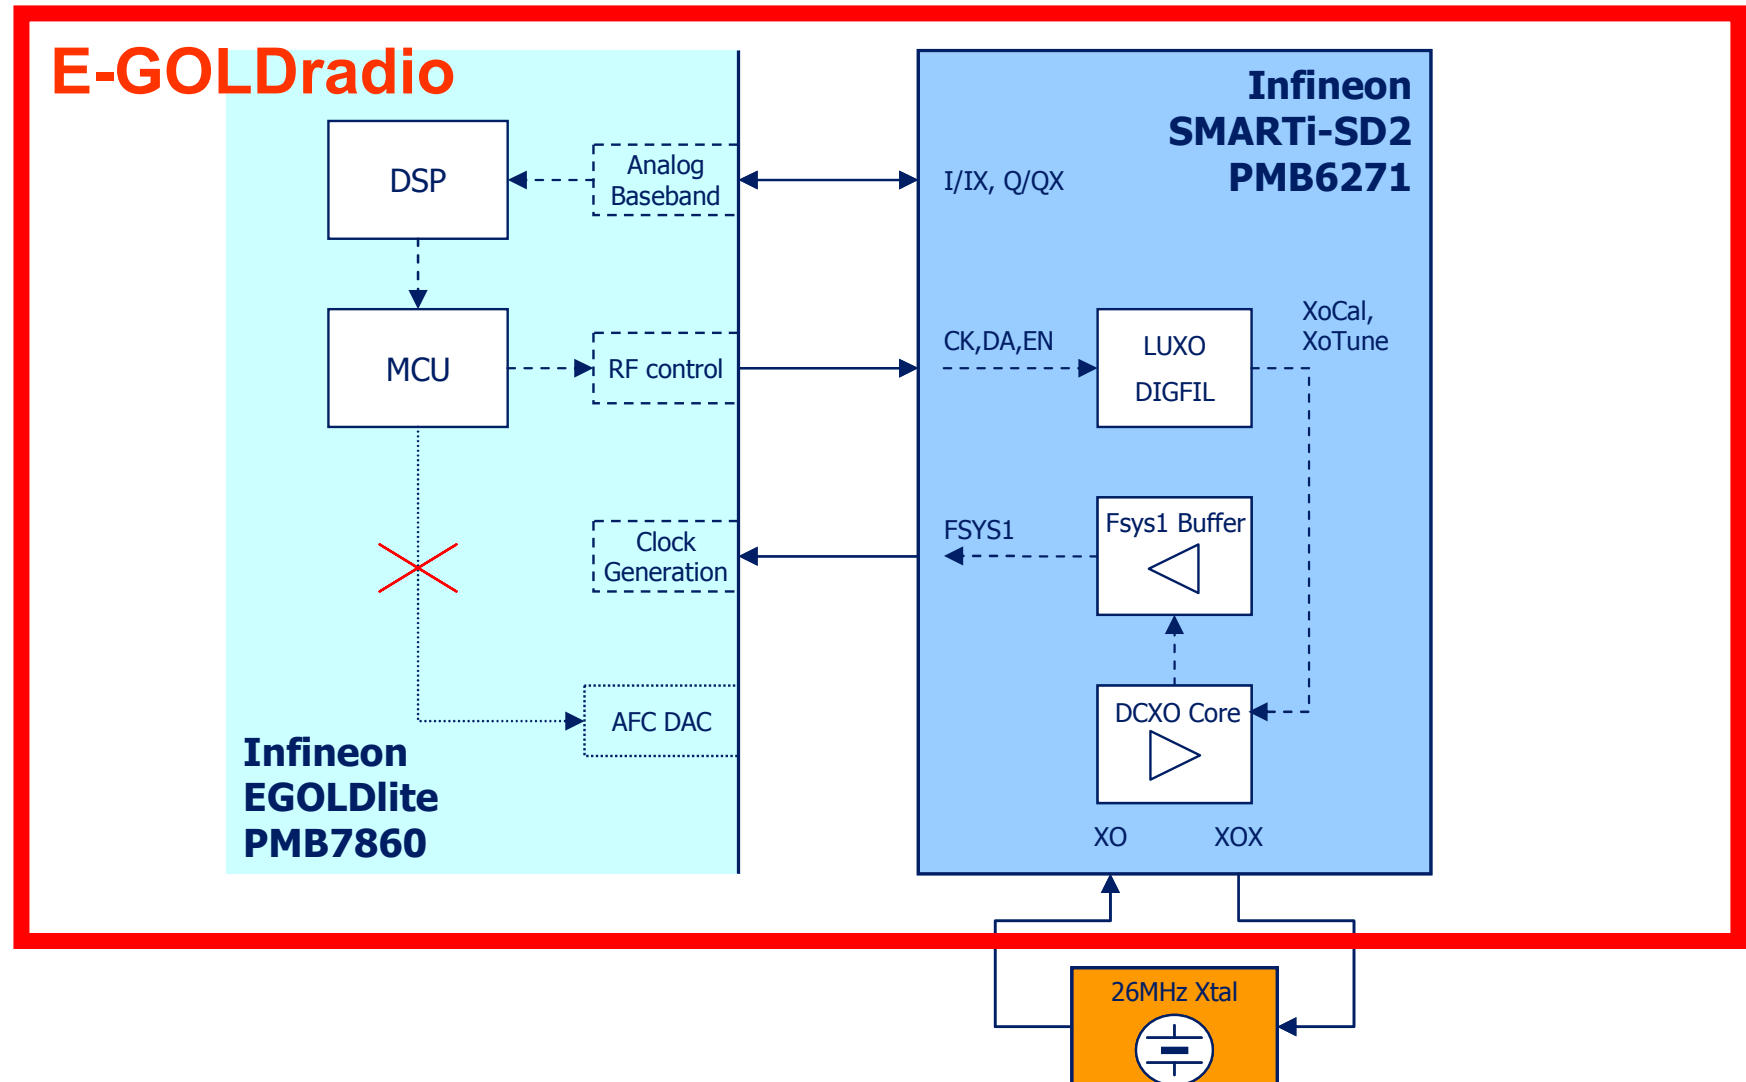 E-GOLDradio
Infineon
SMARTi-SD2
PMB6271
DSP
Analog
Baseband
I/IX, Q/QX
MCU
RF control
CK,DA,EN
LUXO
DIGFIL
XoCal,
XoTune
Clock
Generation
FSYS1
Fsys1 Buffer
AFC DAC
DCXO Core
Infineon
EGOLDlite
PMB7860
XO
XOX
26MHz Xtal